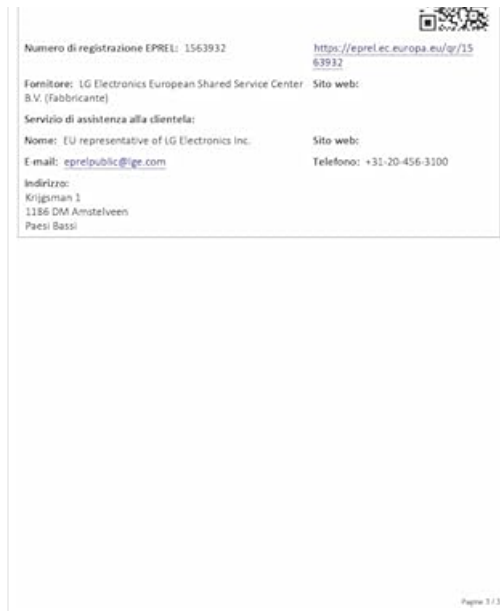 Numero di registrazione EPREL: 1563932
https://eprel.ec.europa.eu/qr/15
63932
Fornitore: LG Electronics European Shared Service Center
B.V. (Fabbricante)
Sito web:
Servizio di assistenza alla clientela:
Nome: EU representative of LG Electronics Inc.
Sito web:
E-mail: eprelpublic@lge.com
Telefono: +31-20-456-3100
Indirizzo:
Krijgsman 1
1186 DM Amstelveen
Paesi Bassi
Pagina 3 / 3